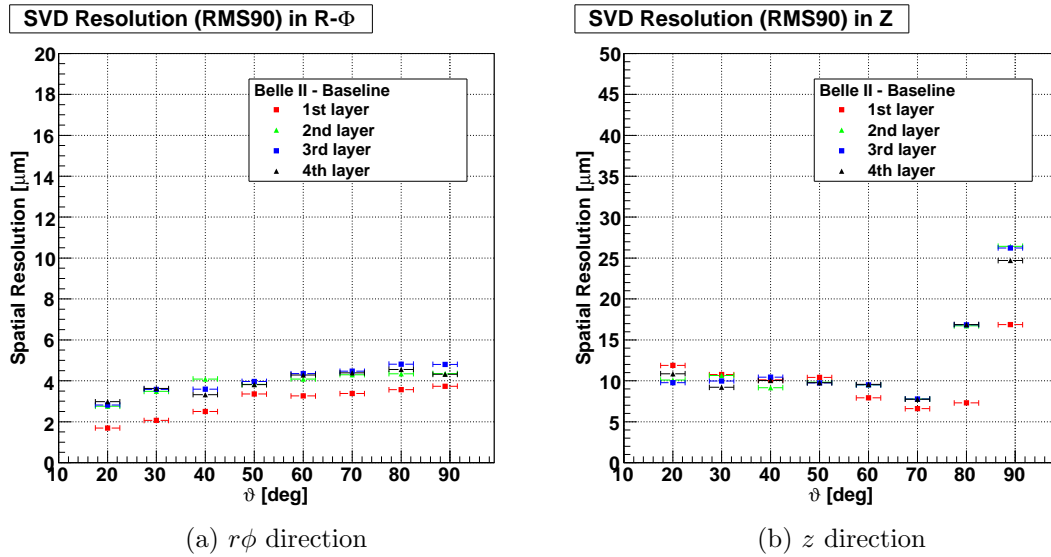 SVD Resolution (RMS90) in R-Φ
20
18
16
14
12
10
8
6
4
2
0
Spatial Resolution [μm]
Belle II - Baseline
1st layer
2nd layer
3rd layer
4th layer
10 20 30 40 50 60 70 80 90
ϑ [deg]
(a) rϕ direction
SVD Resolution (RMS90) in Z
50
45
40
35
30
25
20
15
10
5
0
Spatial Resolution [μm]
Belle II - Baseline
1st layer
2nd layer
3rd layer
4th layer
10 20 30 40 50 60 70 80 90
ϑ [deg]
(b) z direction